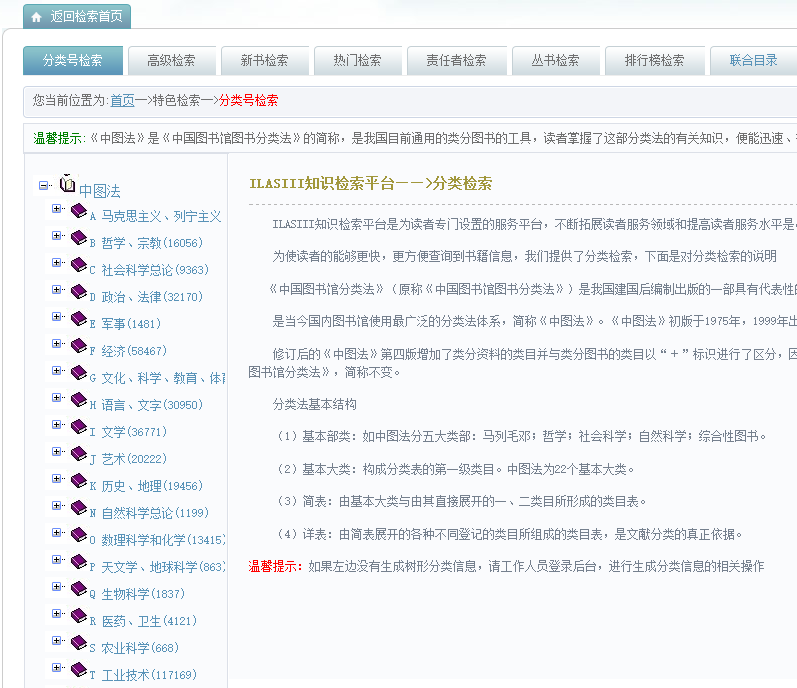 返回检索首页
分类号检索 高级检索 新书检索 热门检索 责任者检索 丛书检索 排行榜检索 联合目录
您当前位置为:首页—>特色检索—>分类号检索
温馨提示:《中图法》是《中国图书馆图书分类法》的简称，是我国目前通用的类分图书的工具，读者掌握了这部分类法的有关知识，便能迅速、
中图法
A 马克思主义、列宁主义
B 哲学、宗教(16056)
C 社会科学总论(9363)
D 政治、法律(32170)
E 军事(1481)
F 经济(58467)
G 文化、科学、教育、体育
H 语言、文字(30950)
I 文学(36771)
J 艺术(20222)
K 历史、地理(19456)
N 自然科学总论(1199)
O 数理科学和化学(13415)
P 天文学、地球科学(863)
Q 生物科学(1837)
R 医药、卫生(4121)
S 农业科学(668)
T 工业技术(117169)
ILASIII知识检索平台——>分类检索
ILASIII知识检索平台是为读者专门设置的服务平台，不断拓展读者服务领域和提高读者服务水平是
为使读者的能够更快，更方便查询到书籍信息，我们提供了分类检索，下面是对分类检索的说明
《中国图书馆分类法》（原称《中国图书馆图书分类法》）是我国建国后编制出版的一部具有代表性的
是当今国内图书馆使用最广泛的分类法体系，简称《中图法》。《中图法》初版于1975年，1999年出
修订后的《中图法》第四版增加了类分资料的类目并与类分图书的类目以“＋”标识进行了区分，因
图书馆分类法》，简称不变。
分类法基本结构
（1）基本部类：如中图法分五大类部：马列毛邓；哲学；社会科学；自然科学；综合性图书。
（2）基本大类：构成分类表的第一级类目。中图法为22个基本大类。
（3）简表：由基本大类与由其直接展开的一、二类目所形成的类目表。
（4）详表：由简表展开的各种不同登记的类目所组成的类目表，是文献分类的真正依据。
温馨提示：如果左边没有生成树形分类信息，请工作人员登录后台，进行生成分类信息的相关操作